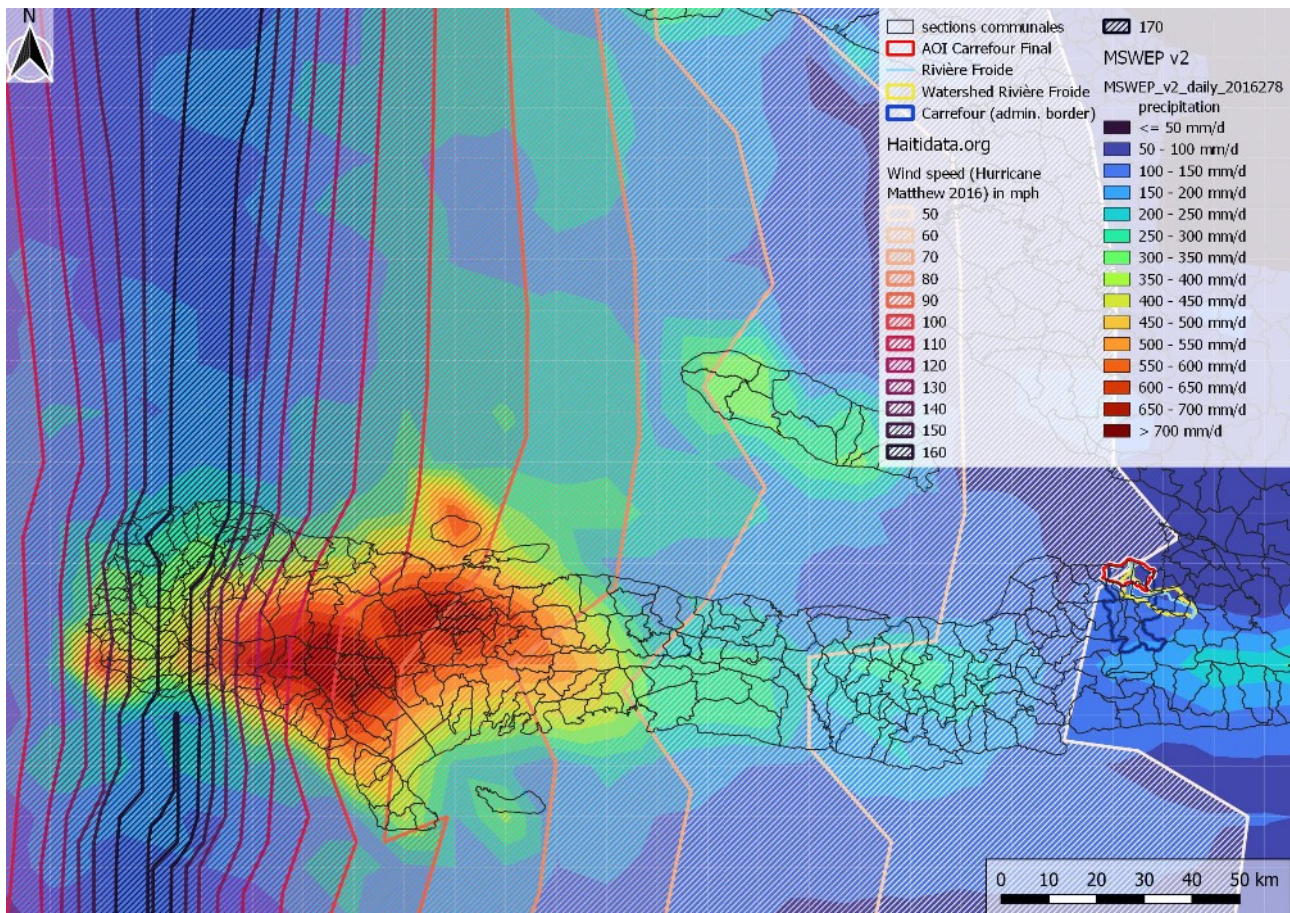 N
sections communales
AOI Carrefour Final
Rivière Froide
Watershed Rivière Froide
Carrefour (admin. border)
Haitidata.org
Wind speed (Hurricane
Matthew 2016) in mph
50
60
70
80
90
100
110
120
130
140
150
160
170
MSWEP v2
MSWEP_v2_daily_2016278
precipitation
<= 50 mm/d
50 - 100 mm/d
100 - 150 mm/d
150 - 200 mm/d
200 - 250 mm/d
250 - 300 mm/d
300 - 350 mm/d
350 - 400 mm/d
400 - 450 mm/d
450 - 500 mm/d
500 - 550 mm/d
550 - 600 mm/d
600 - 650 mm/d
650 - 700 mm/d
> 700 mm/d
0 10 20 30 40 50 km